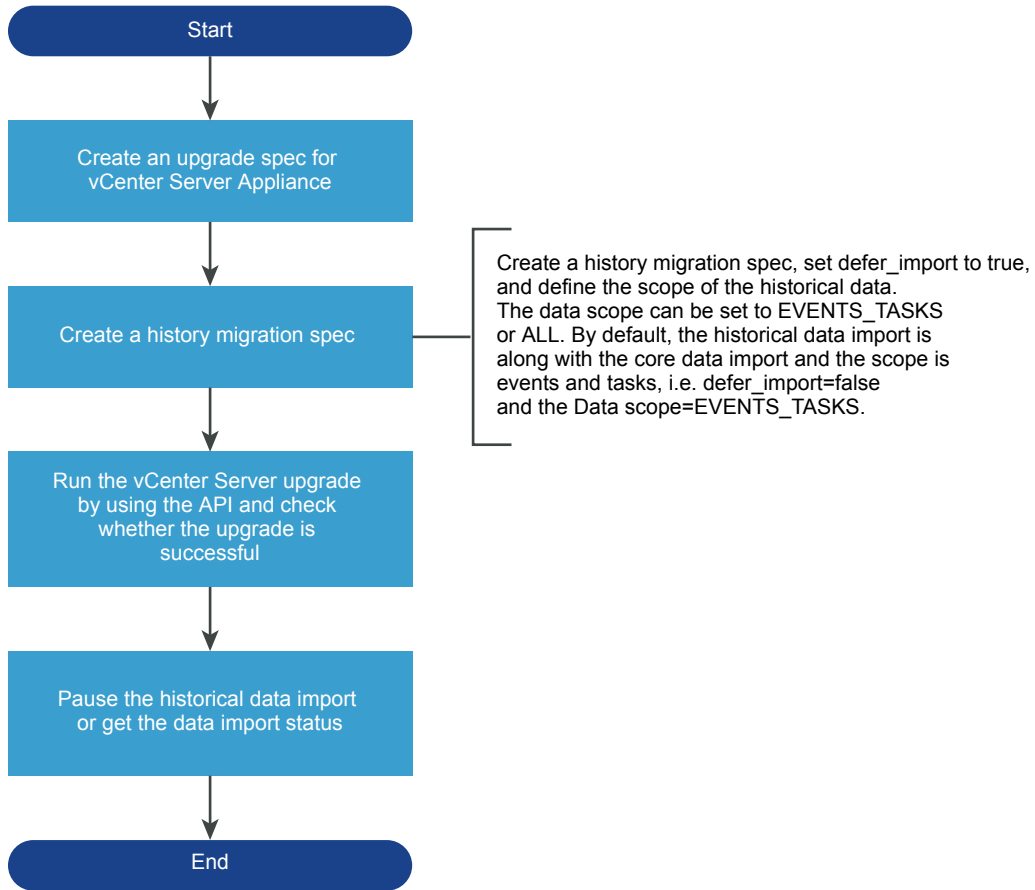 Start
Create an upgrade spec for
vCenter Server Appliance
Create a history migration spec
Create a history migration spec, set defer_import to true,
and define the scope of the historical data.
The data scope can be set to EVENTS_TASKS
or ALL. By default, the historical data import is
along with the core data import and the scope is
events and tasks, i.e. defer_import=false
and the Data scope=EVENTS_TASKS.
Run the vCenter Server upgrade
by using the API and check
whether the upgrade is
successful
Pause the historical data import
or get the data import status
End